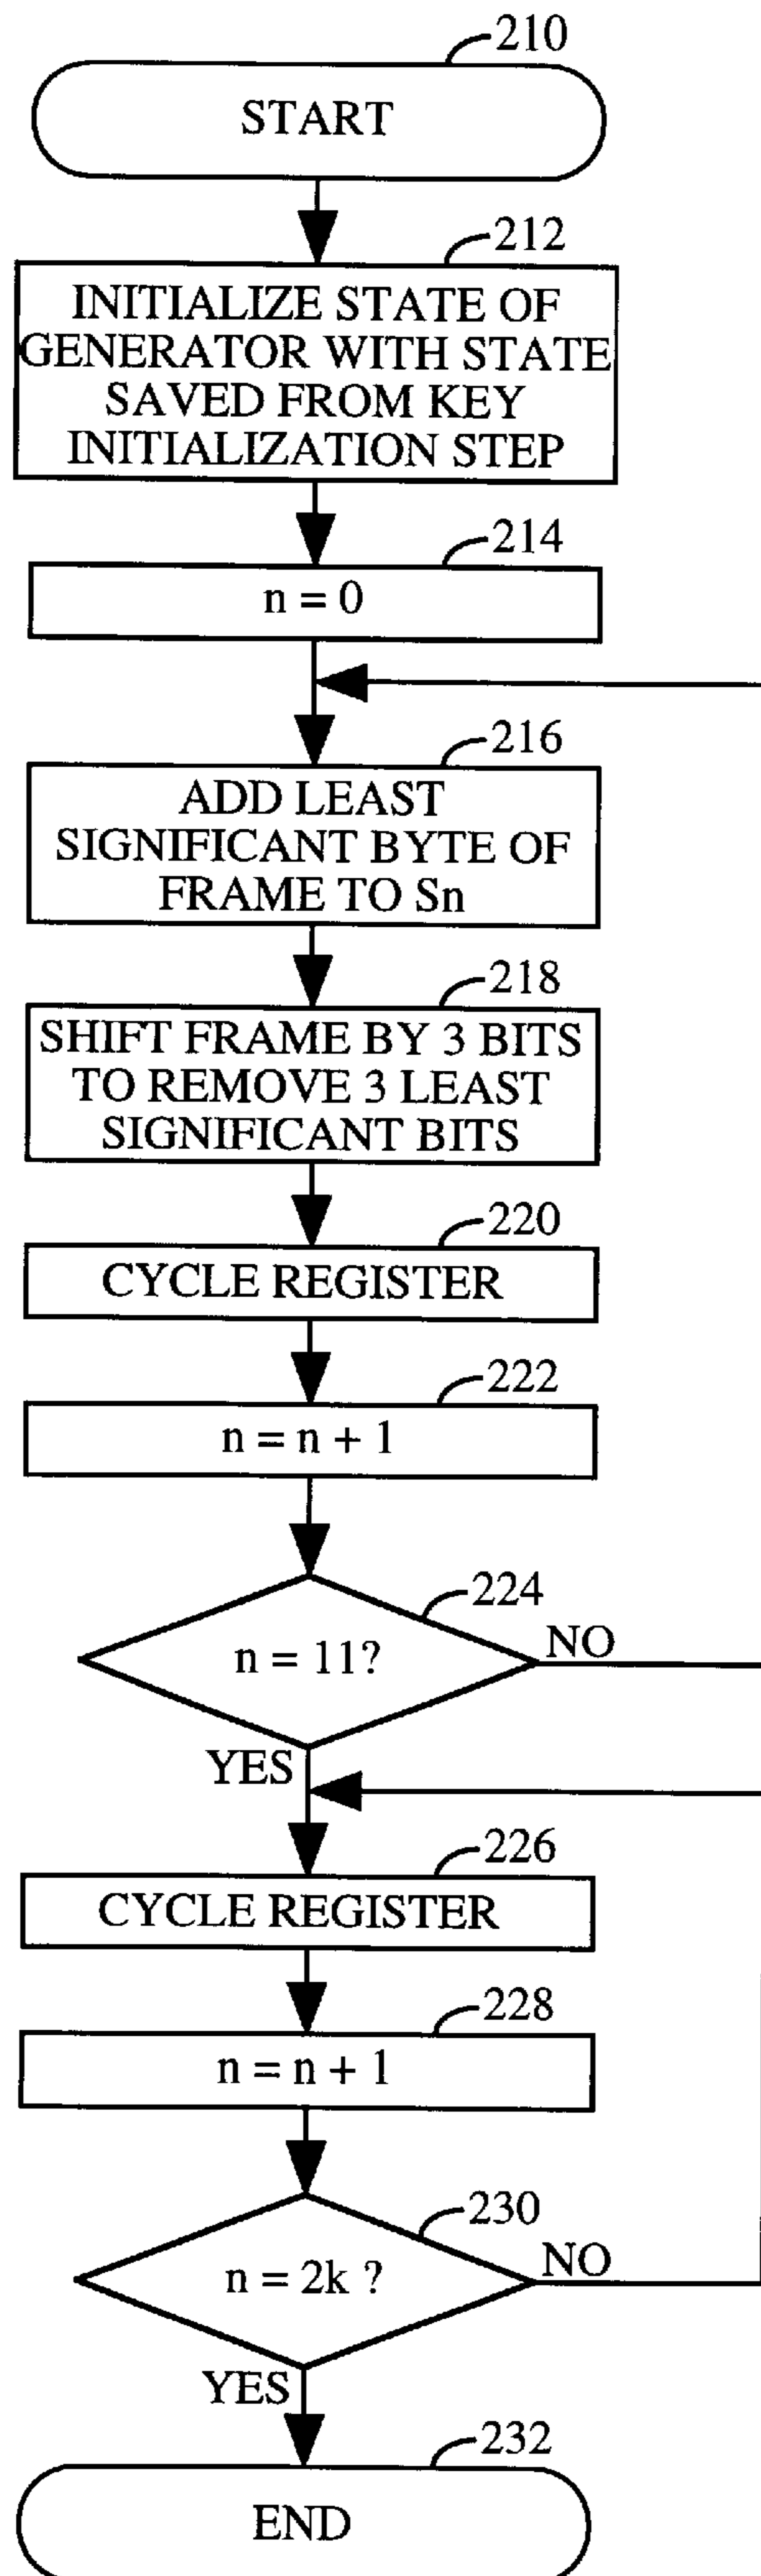 210
START
212
INITIALIZE STATE OF
GENERATOR WITH STATE
SAVED FROM KEY
INITIALIZATION STEP
214
n = 0
216
ADD LEAST
SIGNIFICANT BYTE OF
FRAME TO Sn
218
SHIFT FRAME BY 3 BITS
TO REMOVE 3 LEAST
SIGNIFICANT BITS
220
CYCLE REGISTER
222
n = n + 1
224
n = 11?
NO
YES
226
CYCLE REGISTER
228
n = n + 1
230
n = 2k ?
NO
YES
232
END